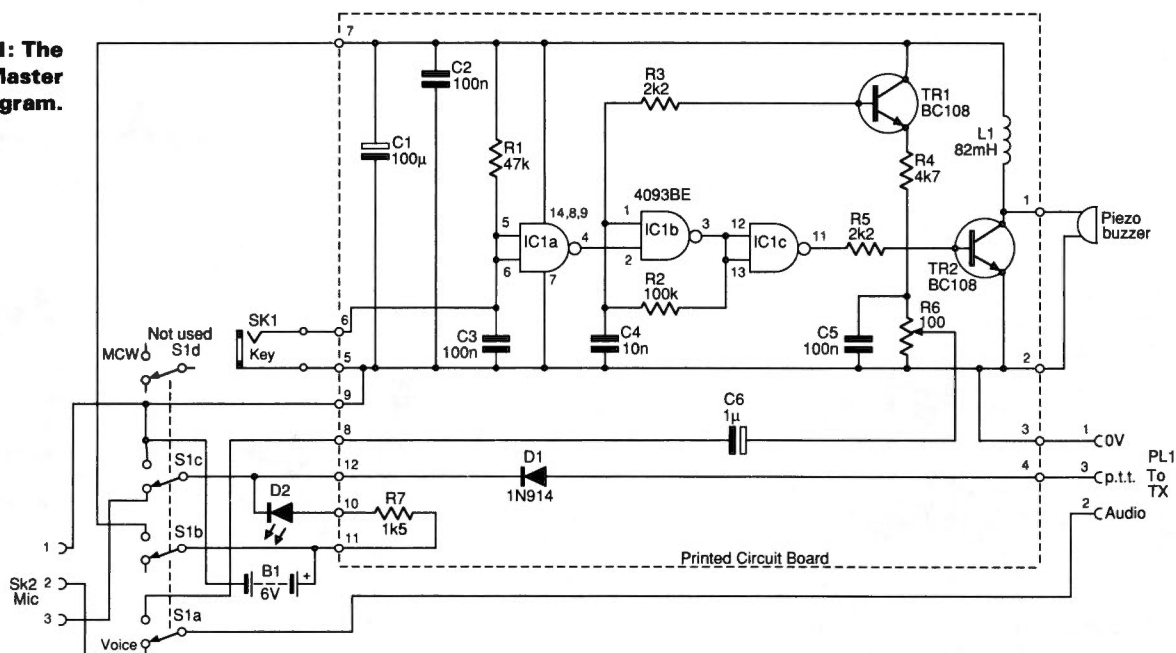 1: The
Master
gram.
7
C2
100n
C1
100µ
R1
47k
R3
2k2
TR1
BC108
L1
82mH
R4
4k7
4093BE
5
6
14,8,9
IC1a
4
7
1
2
IC1b
3
12
13
IC1c
11
R5
2k2
TR2
BC108
1
Piezo
buzzer
R2
100k
R6
100
SK1
6
Key
5
C3
100n
C4
10n
C5
100n
2
Not used
S1d
MCW
9
8
C6
1µ
3
1
0V
S1c
12
D1
1N914
4
3
p.t.t.
PL1
To
TX
D2
10
R7
1k5
2
Audio
1
S1b
11
Printed Circuit Board
Sk2
Mic
2
3
B1
6V
+
S1a
Voice